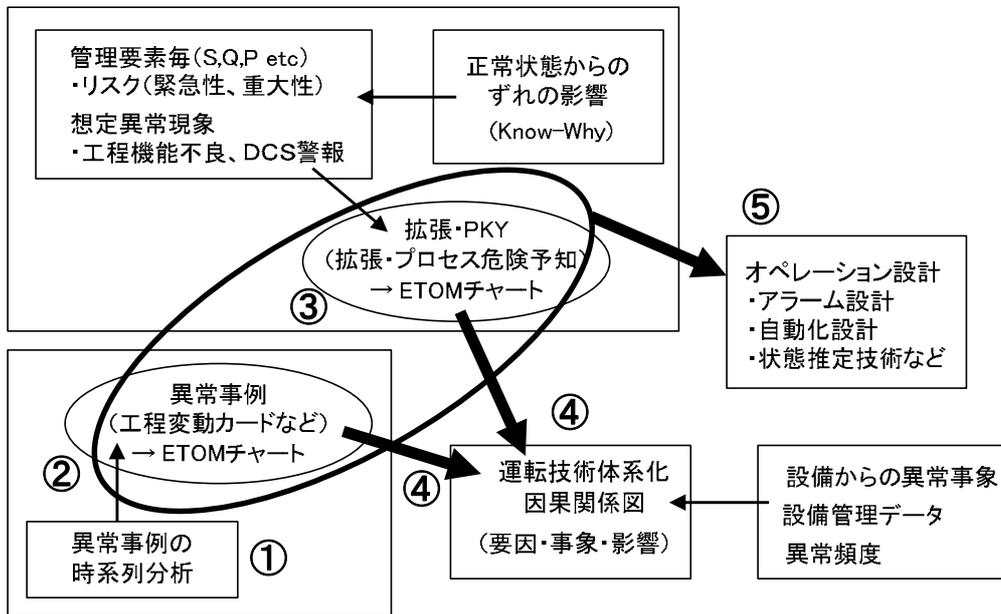 管理要素毎(S,Q,P etc)
・リスク(緊急性、重大性)
想定異常現象
・工程機能不良、DCS警報
正常状態からの
ずれの影響
(Know-Why)
拡張・PKY
(拡張・プロセス危険予知)
→ ETOMチャート
③
⑤
オペレーション設計
・アラーム設計
・自動化設計
・状態推定技術など
異常事例
(工程変動カードなど)
→ ETOMチャート
②
異常事例の
時系列分析
①
④
④
運転技術体系化
因果関係図
(要因・事象・影響)
設備からの異常事象
設備管理データ
異常頻度